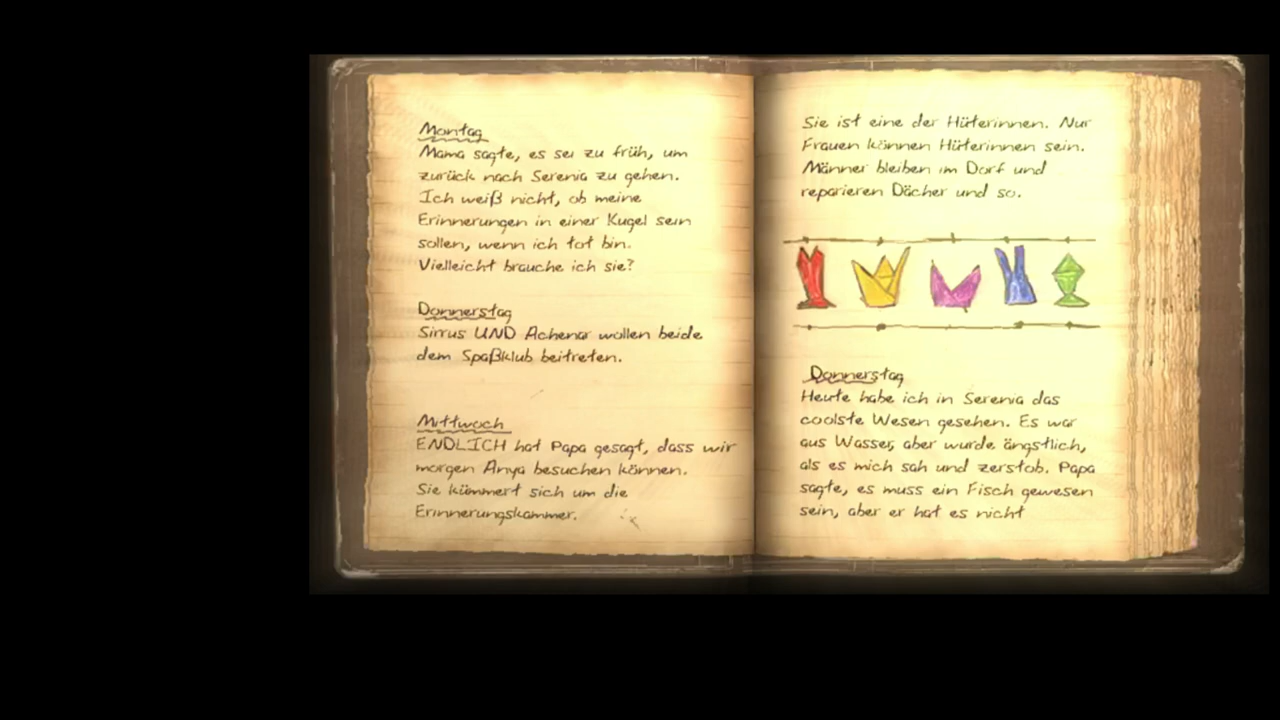 Montag
Mama sagte, es sei zu früh, um
zurück nach Serenia zu gehen.
Ich weiß nicht, ob meine
Erinnerungen in einer Kugel sein
sollen, wenn ich tot bin.
Vielleicht brauche ich sie?
Donnerstag
Sirrus UND Achenar wollen beide
dem Spaßklub beitreten.
Mittwoch
ENDLICH hat Papa gesagt, dass wir
morgen Anya besuchen können.
Sie kümmert sich um die
Erinnerungskammer.
Sie ist eine der Hüterinnen. Nur
Frauen können Hüterinnen sein.
Männer bleiben im Dorf und
reparieren Dächer und so.
Donnerstag
Heute habe ich in Serenia das
coolste Wesen gesehen. Es war
aus Wasser, aber wurde ängstlich,
als es mich sah und zerstob. Papa
sagte, es muss ein Fisch gewesen
sein, aber er hat es nicht